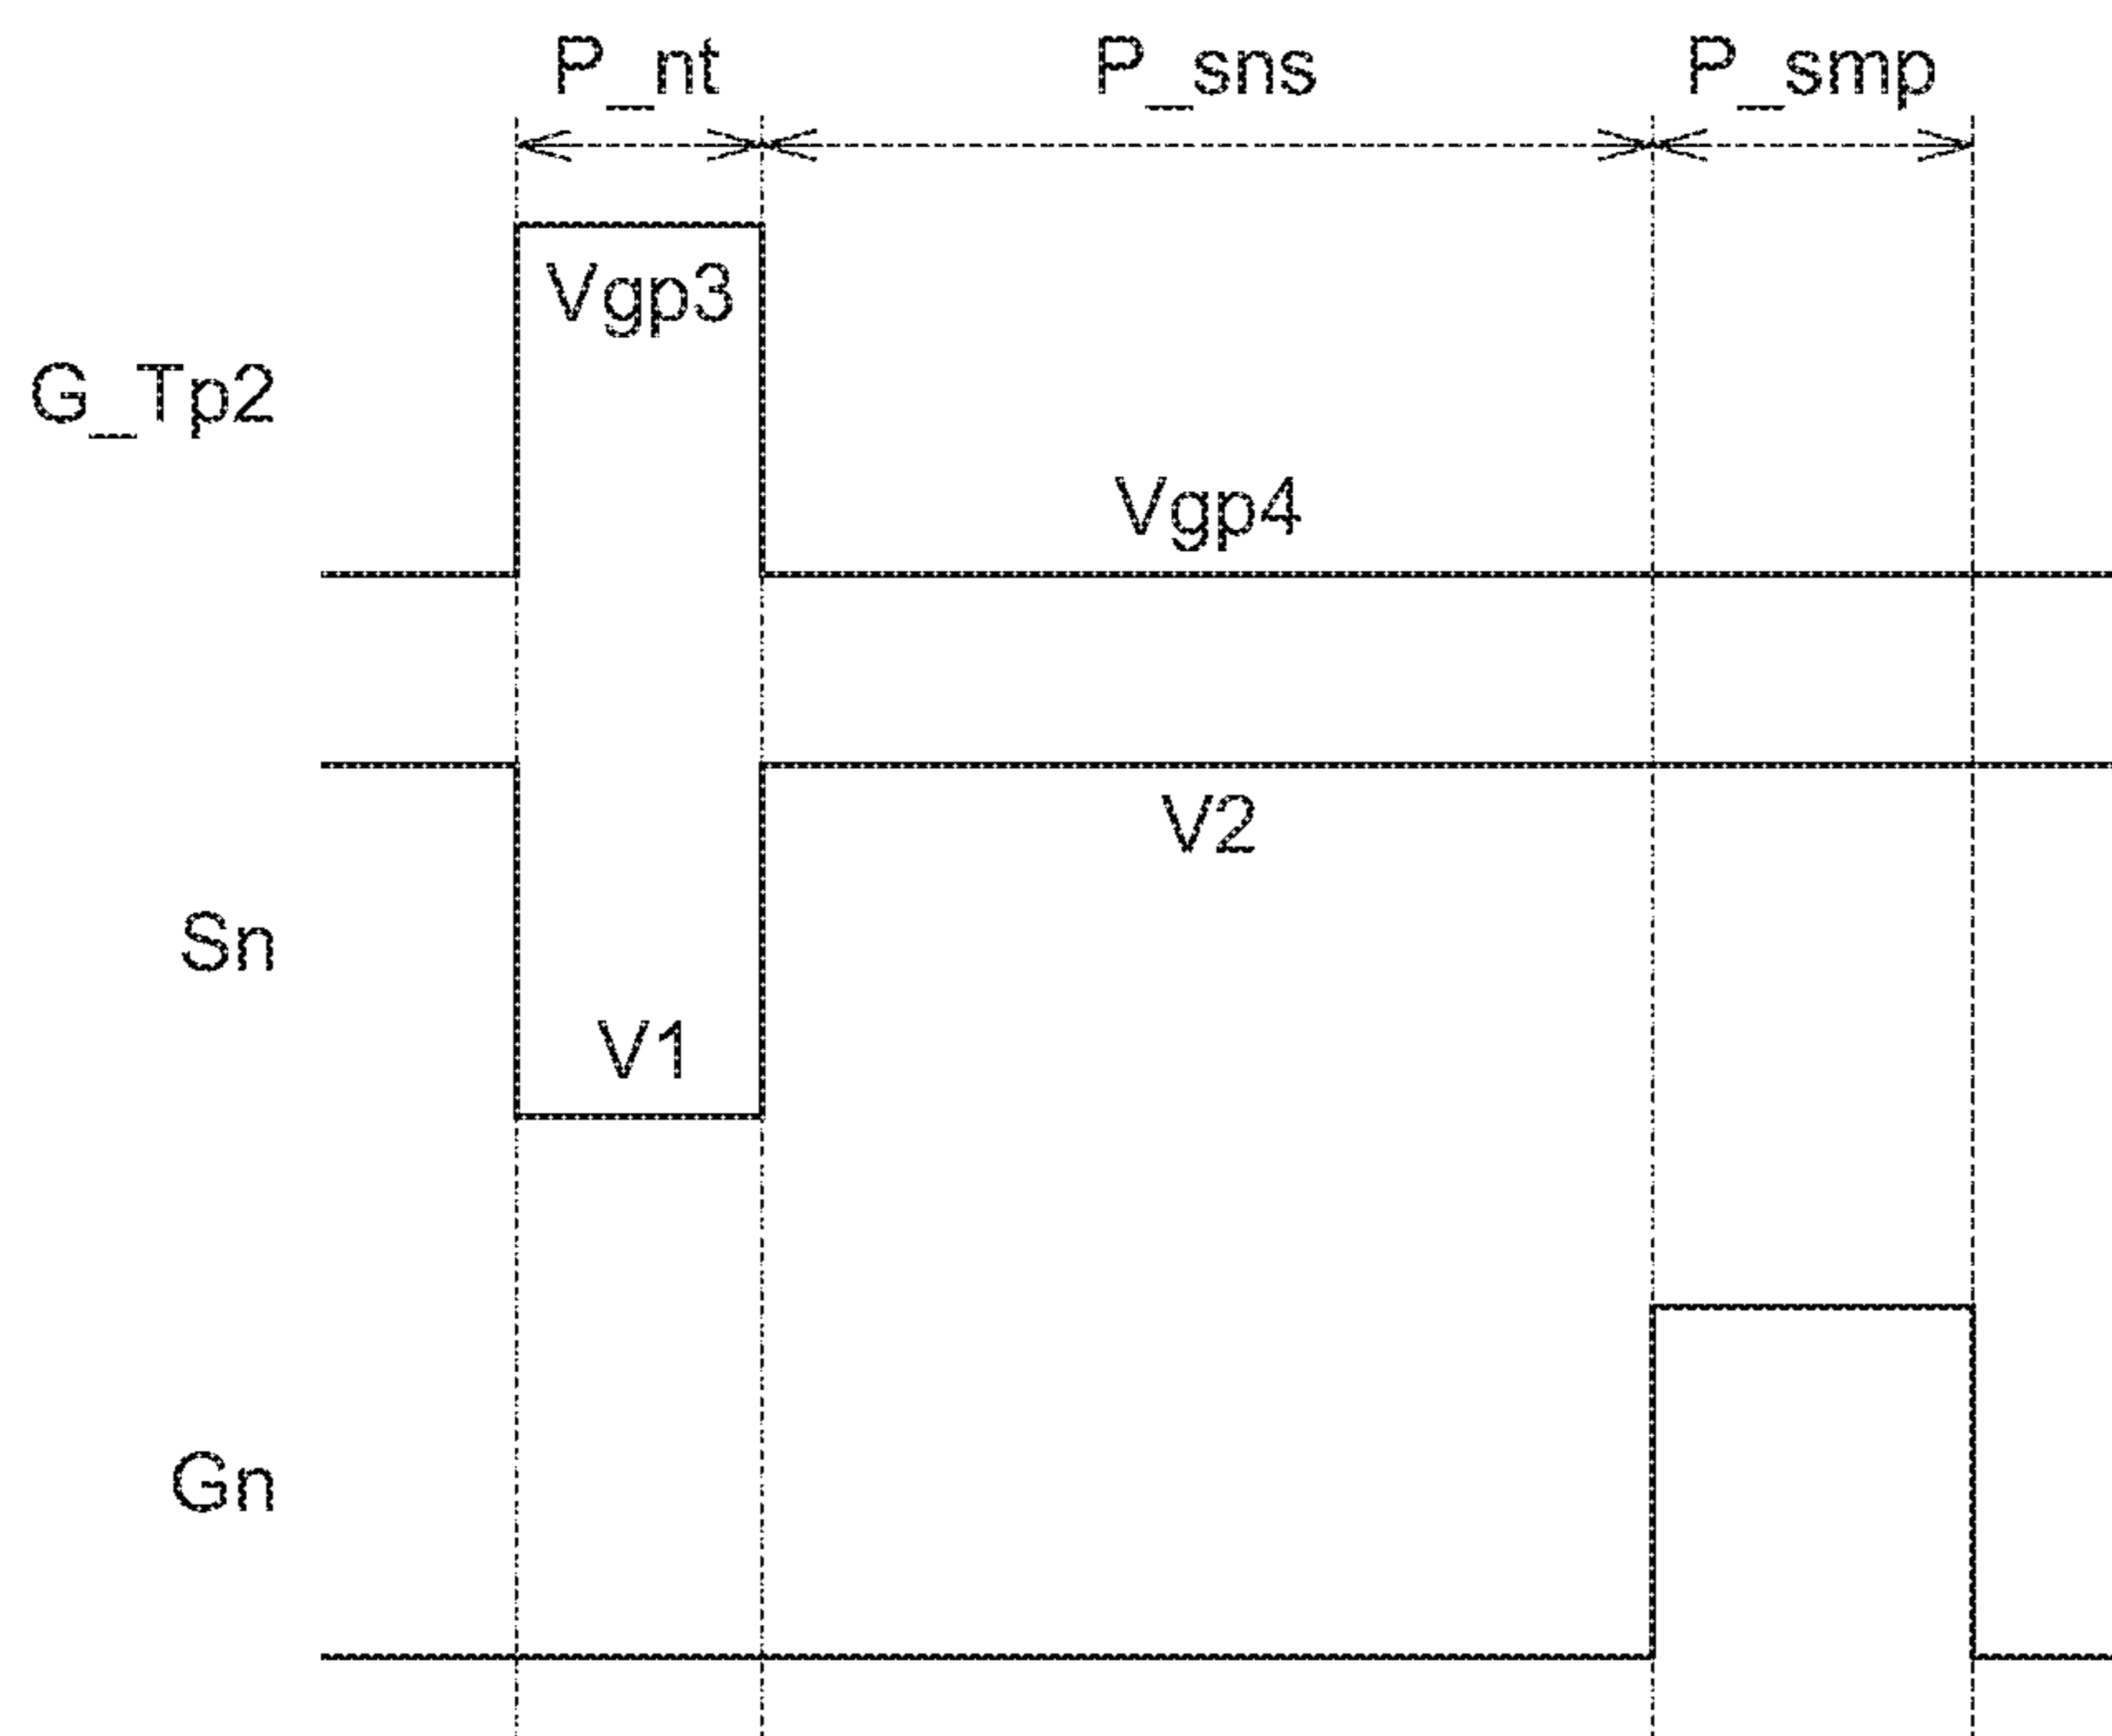 P_nt P_sns P_smp
Vgp3
G_Tp2
Vgp4
V2
Sn
V1
Gn